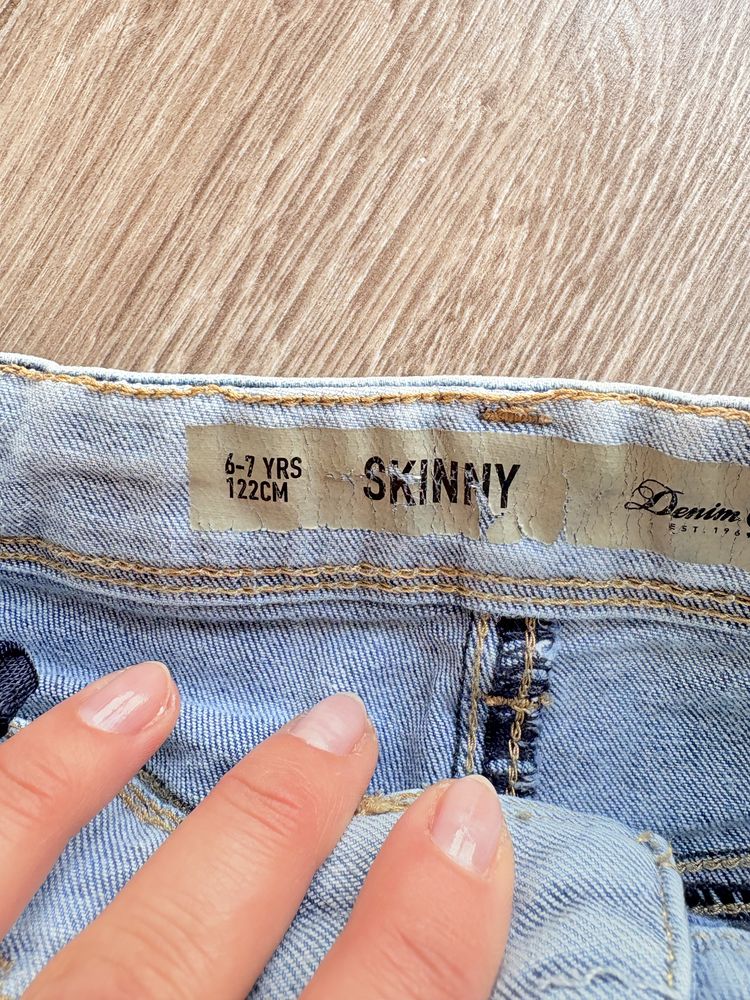 6-7 YRS
122CM
SKINNY
Denim
EST. 196